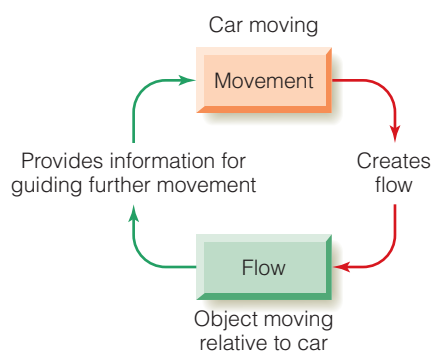 Car moving
Movement
Provides information for
guiding further movement
Creates
flow
Flow
Object moving
relative to car